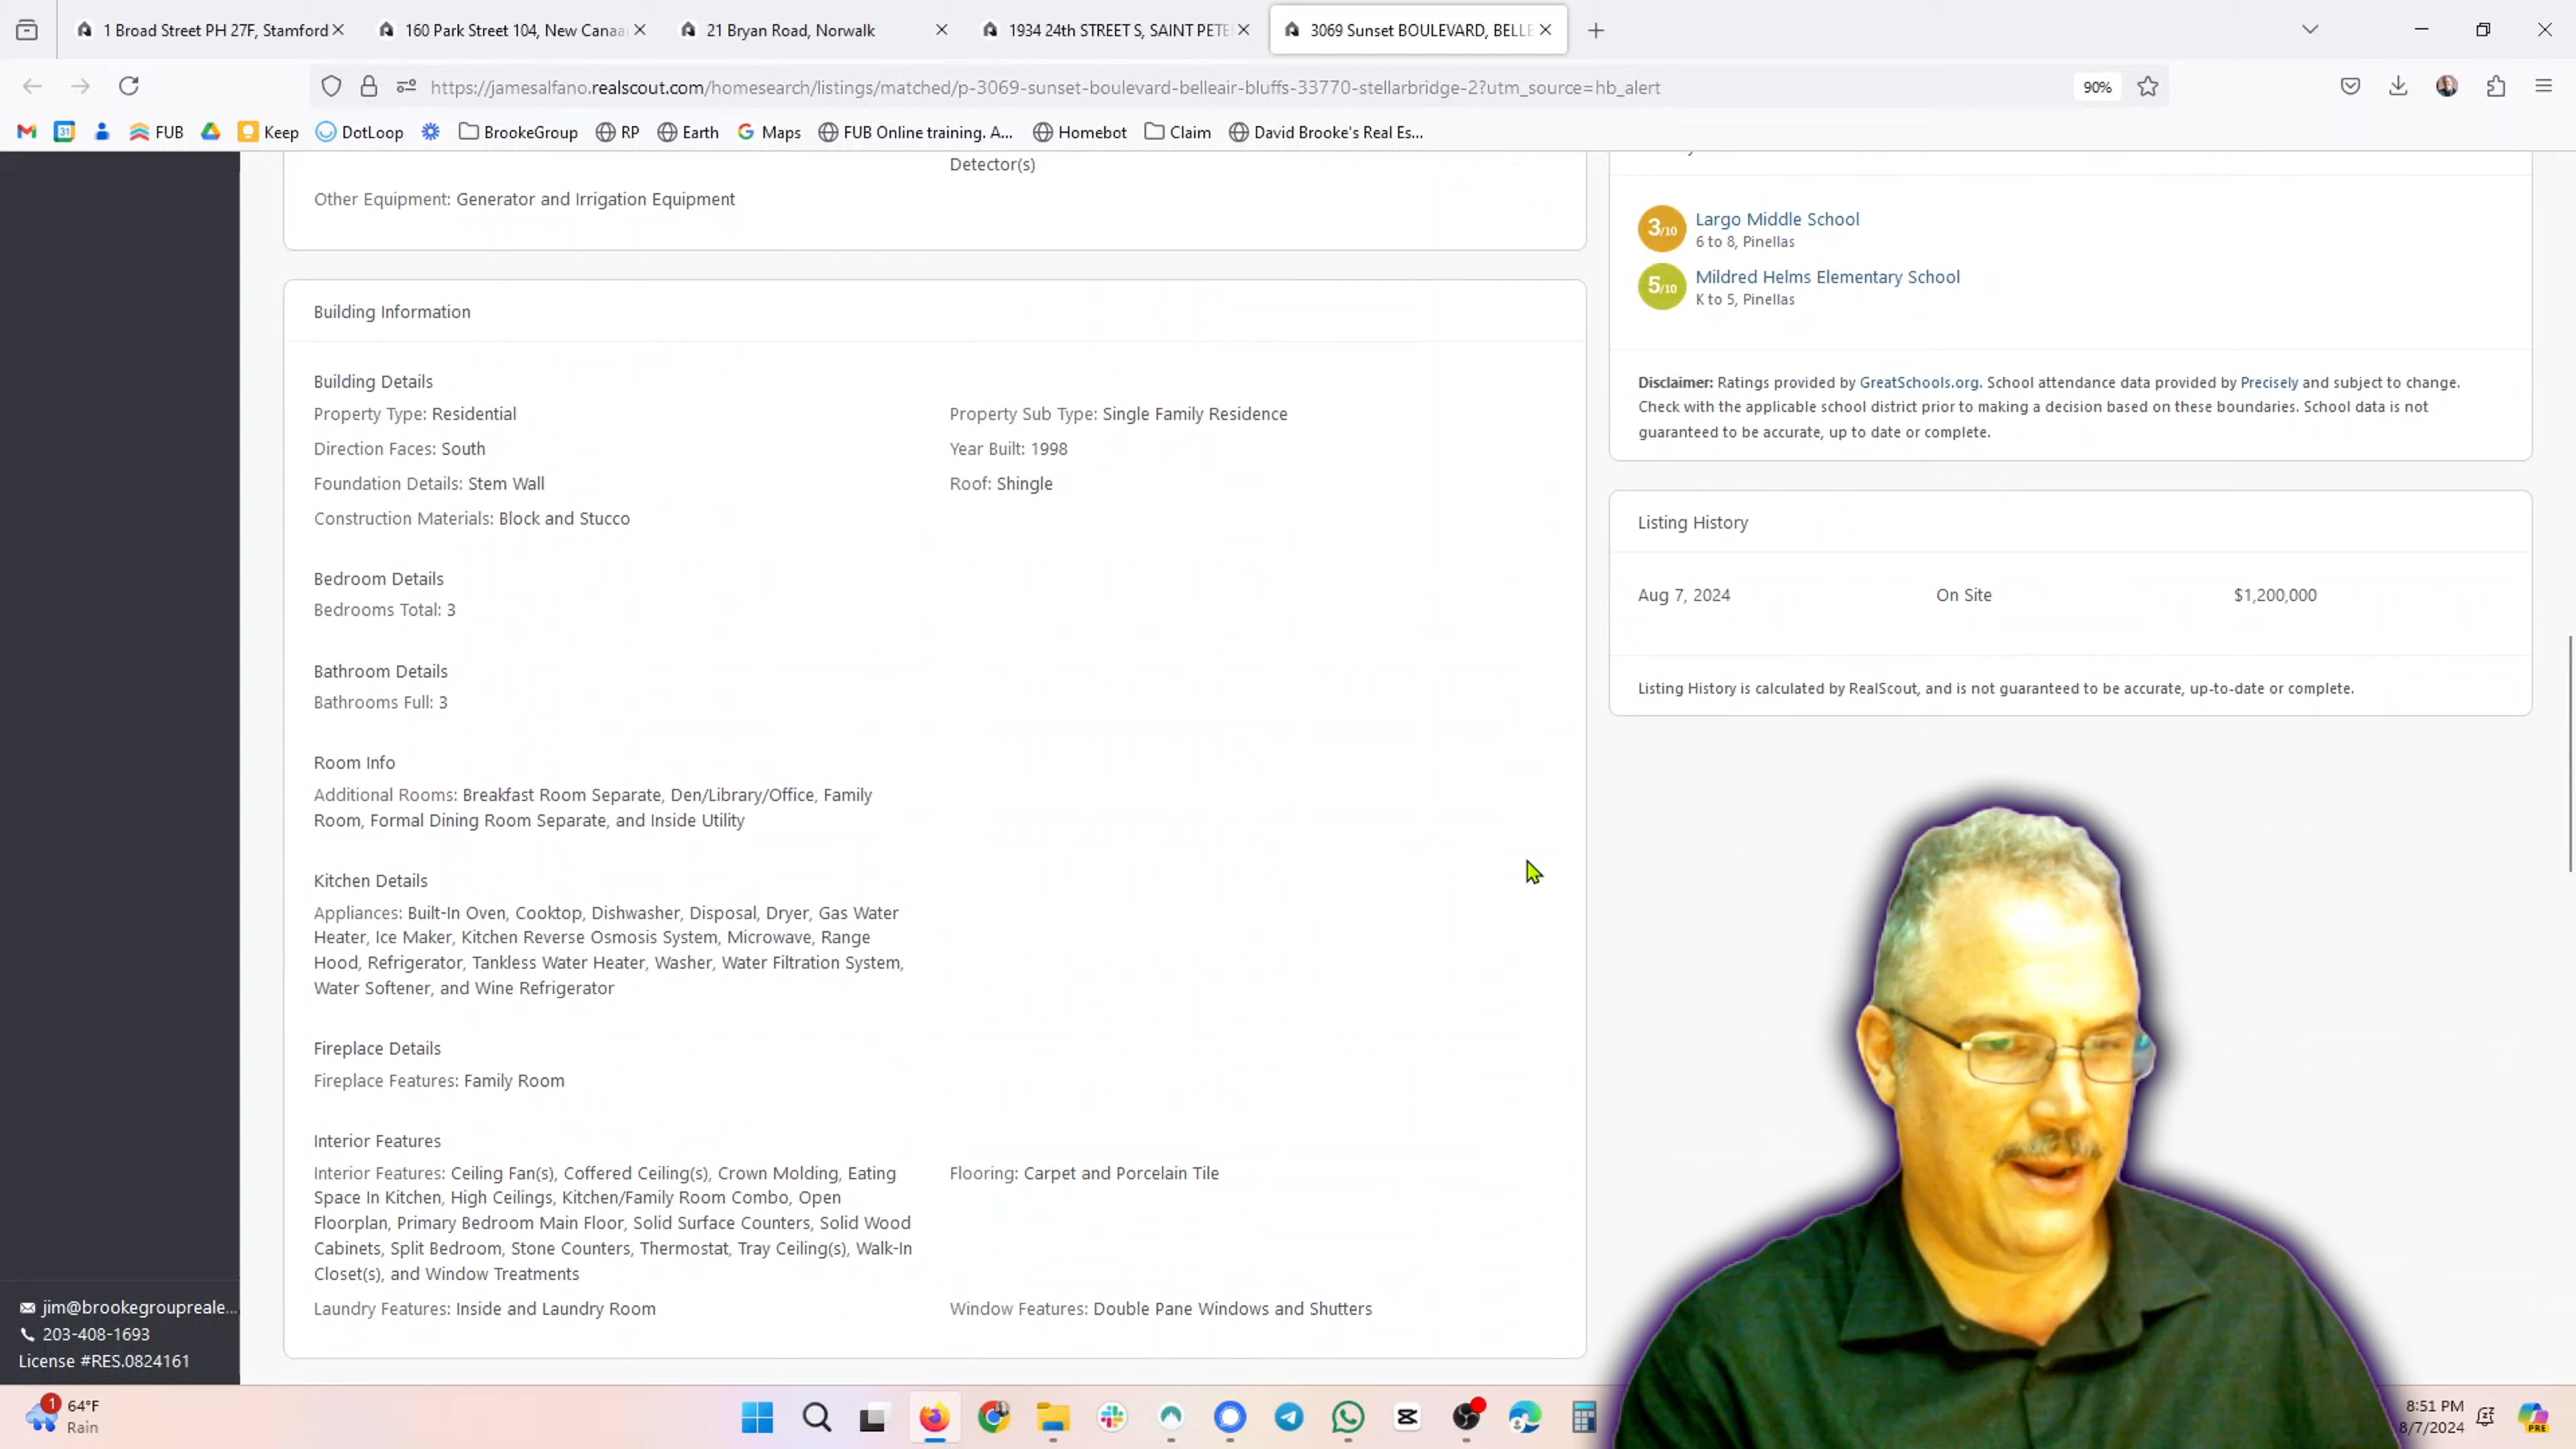 1 Broad Street PH 27F, Stamford
160 Park Street 104, New Canaa
21 Bryan Road, Norwalk
1934 24th STREET S, SAINT PETE
3069 Sunset BOULEVARD, BELLE
https://jamesalfano.realscout.com/homesearch/listings/matched/p-3069-sunset-boulevard-belleair-bluffs-33770-stellarbridge-2?utm_source=hb_alert
90%
31
FUB
Keep
DotLoop
BrookeGroup
RP
Earth
Maps
FUB Online training. A...
Homebot
Claim
David Brooke's Real Es...
Detector(s)
Other Equipment: Generator and Irrigation Equipment
Building Information
Building Details
Property Type: Residential
Property Sub Type: Single Family Residence
Direction Faces: South
Year Built: 1998
Foundation Details: Stem Wall
Roof: Shingle
Construction Materials: Block and Stucco
Bedroom Details
Bedrooms Total: 3
Bathroom Details
Bathrooms Full: 3
Room Info
Additional Rooms: Breakfast Room Separate, Den/Library/Office, Family
Room, Formal Dining Room Separate, and Inside Utility
Kitchen Details
Appliances: Built-In Oven, Cooktop, Dishwasher, Disposal, Dryer, Gas Water
Heater, Ice Maker, Kitchen Reverse Osmosis System, Microwave, Range
Hood, Refrigerator, Tankless Water Heater, Washer, Water Filtration System,
Water Softener, and Wine Refrigerator
Fireplace Details
Fireplace Features: Family Room
Interior Features
Interior Features: Ceiling Fan(s), Coffered Ceiling(s), Crown Molding, Eating
Space In Kitchen, High Ceilings, Kitchen/Family Room Combo, Open
Floorplan, Primary Bedroom Main Floor, Solid Surface Counters, Solid Wood
Cabinets, Split Bedroom, Stone Counters, Thermostat, Tray Ceiling(s), Walk-In
Closet(s), and Window Treatments
Flooring: Carpet and Porcelain Tile
Laundry Features: Inside and Laundry Room
Window Features: Double Pane Windows and Shutters
3/10
Largo Middle School
6 to 8, Pinellas
5/10
Mildred Helms Elementary School
K to 5, Pinellas
Disclaimer: Ratings provided by GreatSchools.org. School attendance data provided by Precisely and subject to change.
Check with the applicable school district prior to making a decision based on these boundaries. School data is not
guaranteed to be accurate, up to date or complete.
Listing History
Aug 7, 2024
On Site
$1,200,000
Listing History is calculated by RealScout, and is not guaranteed to be accurate, up-to-date or complete.
jim@brookegroupreale...
203-408-1693
License #RES.0824161
1
64°F
Rain
8:51 PM
8/7/2024
PRE